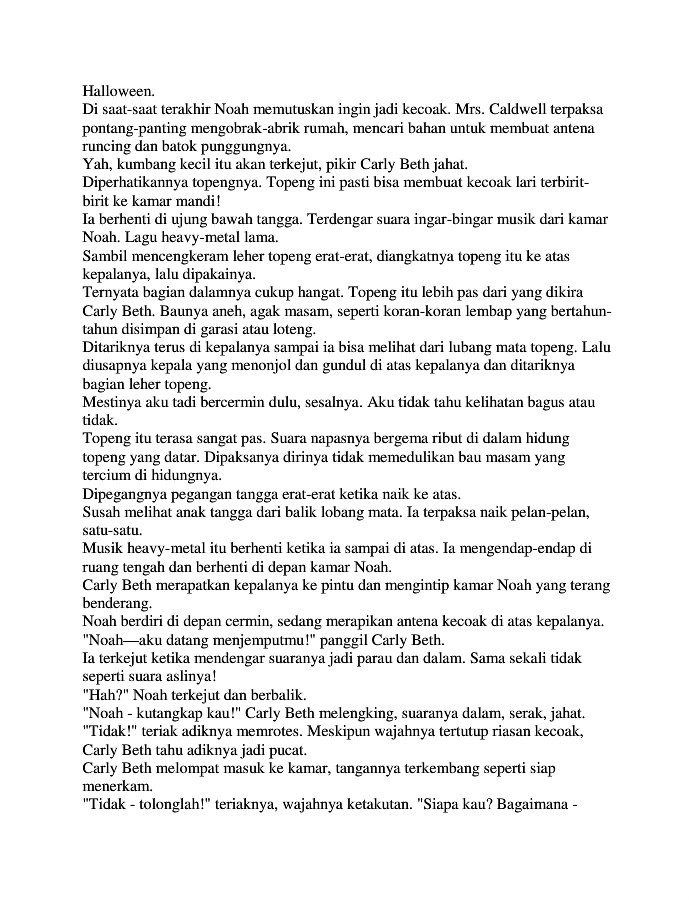 Halloween.
Di saat-saat terakhir Noah memutuskan ingin jadi kecoak. Mrs. Caldwell terpaksa
pontang-panting mengobrak-abrik rumah, mencari bahan untuk membuat antena
runcing dan batok punggungnya.
Yah, kumbang kecil itu akan terkejut, pikir Carly Beth jahat.
Diperhatikannya topengnya. Topeng ini pasti bisa membuat kecoak lari terbirit-
birit ke kamar mandi!
Ia berhenti di ujung bawah tangga. Terdengar suara ingar-bingar musik dari kamar
Noah. Lagu heavy-metal lama.
Sambil mencengkeram leher topeng erat-erat, diangkatnya topeng itu ke atas
kepalanya, lalu dipakainya.
Ternyata bagian dalamnya cukup hangat. Topeng itu lebih pas dari yang dikira
Carly Beth. Baunya aneh, agak masam, seperti koran-koran lembap yang bertahun-
tahun disimpan di garasi atau loteng.
Ditariknya terus di kepalanya sampai ia bisa melihat dari lubang mata topeng. Lalu
diusapnya kepala yang menonjol dan gundul di atas kepalanya dan ditariknya
bagian leher topeng.
Mestinya aku tadi bercermin dulu, sesalnya. Aku tidak tahu kelihatan bagus atau
tidak.
Topeng itu terasa sangat pas. Suara napasnya bergema ribut di dalam hidung
topeng yang datar. Dipaksanya dirinya tidak memedulikan bau masam yang
tercium di hidungnya.
Dipegangnya pegangan tangga erat-erat ketika naik ke atas.
Susah melihat anak tangga dari balik lobang mata. Ia terpaksa naik pelan-pelan,
satu-satu.
Musik heavy-metal itu berhenti ketika ia sampai di atas. Ia mengendap-endap di
ruang tengah dan berhenti di depan kamar Noah.
Carly Beth merapatkan kepalanya ke pintu dan mengintip kamar Noah yang terang
benderang.
Noah berdiri di depan cermin, sedang merapikan antena kecoak di atas kepalanya.
"Noah—aku datang menjemputmu!" panggil Carly Beth.
Ia terkejut ketika mendengar suaranya jadi parau dan dalam. Sama sekali tidak
seperti suara aslinya!
"Hah?" Noah terkejut dan berbalik.
"Noah - kutangkap kau!" Carly Beth melengking, suaranya dalam, serak, jahat.
"Tidak!" teriak adiknya memrotes. Meskipun wajahnya tertutup riasan kecoak,
Carly Beth tahu adiknya jadi pucat.
Carly Beth melompat masuk ke kamar, tangannya terkembang seperti siap
menerkam.
"Tidak - tolonglah!" teriaknya, wajahnya ketakutan. "Siapa kau? Bagaimana -